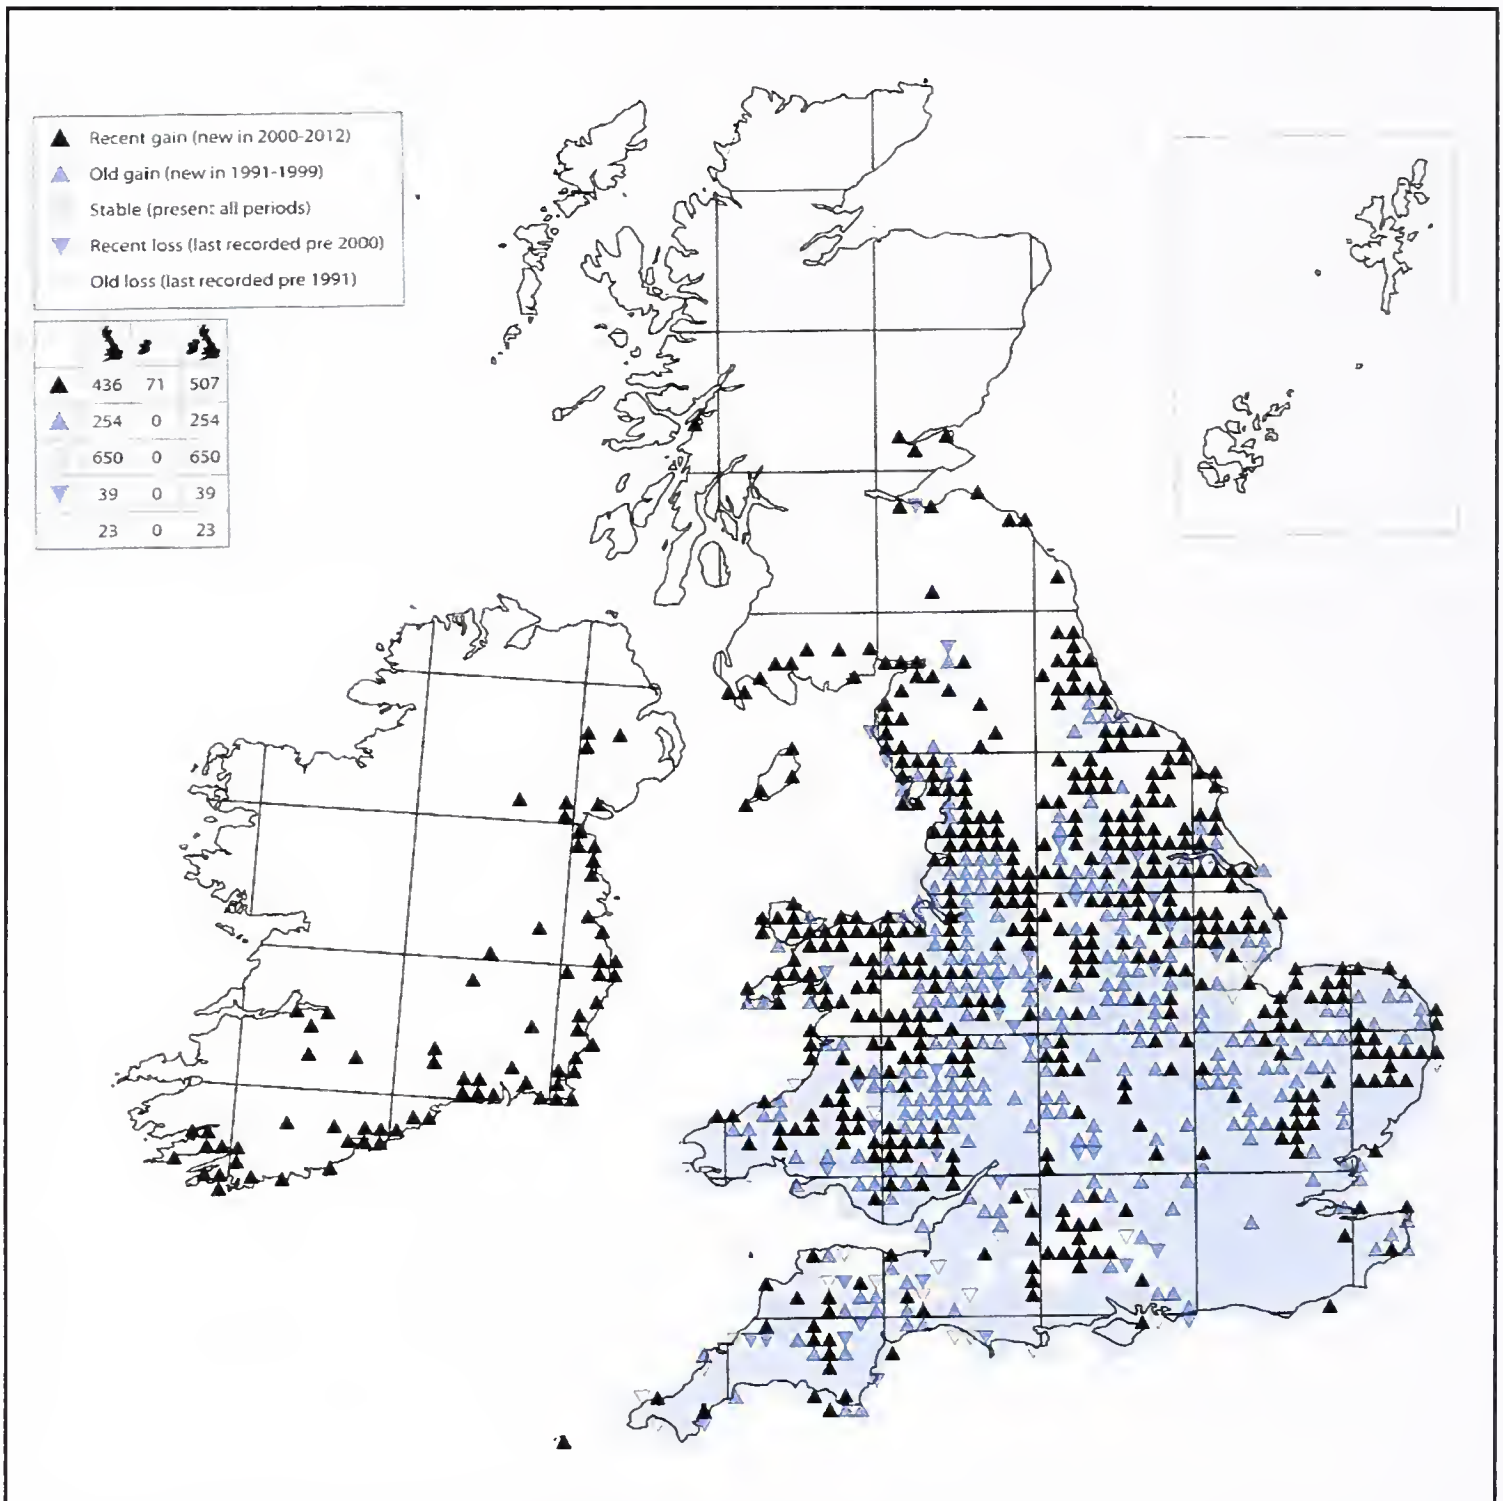 Recent gain (new in 2000-2012)
Old gain (new in 1991-1999)
Stable (present all periods)
Recent loss (last recorded pre 2000)
Old loss (last recorded pre 1991)
436 71 507
254 0 254
650 0 650
39 0 39
23 0 23